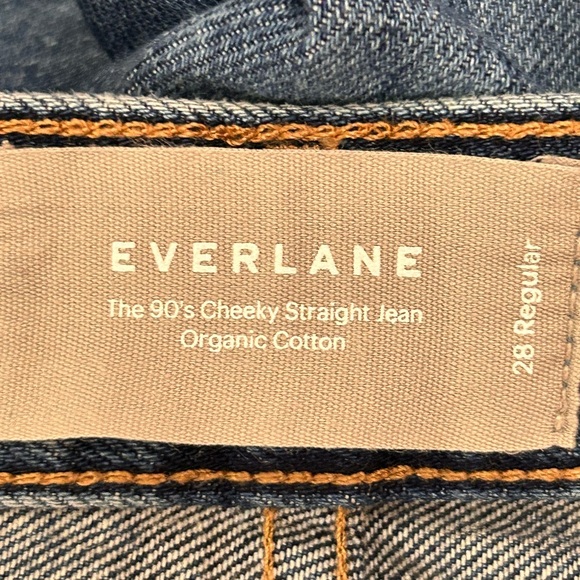 EVERLANE
The 90's Cheeky Straight Jean
Organic Cotton
28 Regular